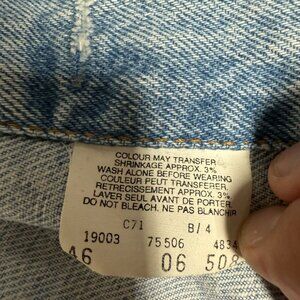 COLOUR MAY TRANSFER
SHRINKAGE APPROX. 3%
WASH ALONE BEFORE WEARING
COULEUR PEUT TRANSFERER,
RETRECISSEMENT APPROX. 3%
LAVER SEUL AVANT DE PORTER.
DO NOT BLEACH. NE PAS BLANCHIR
C71 B/4
19003 75506 4834
A6 06 508